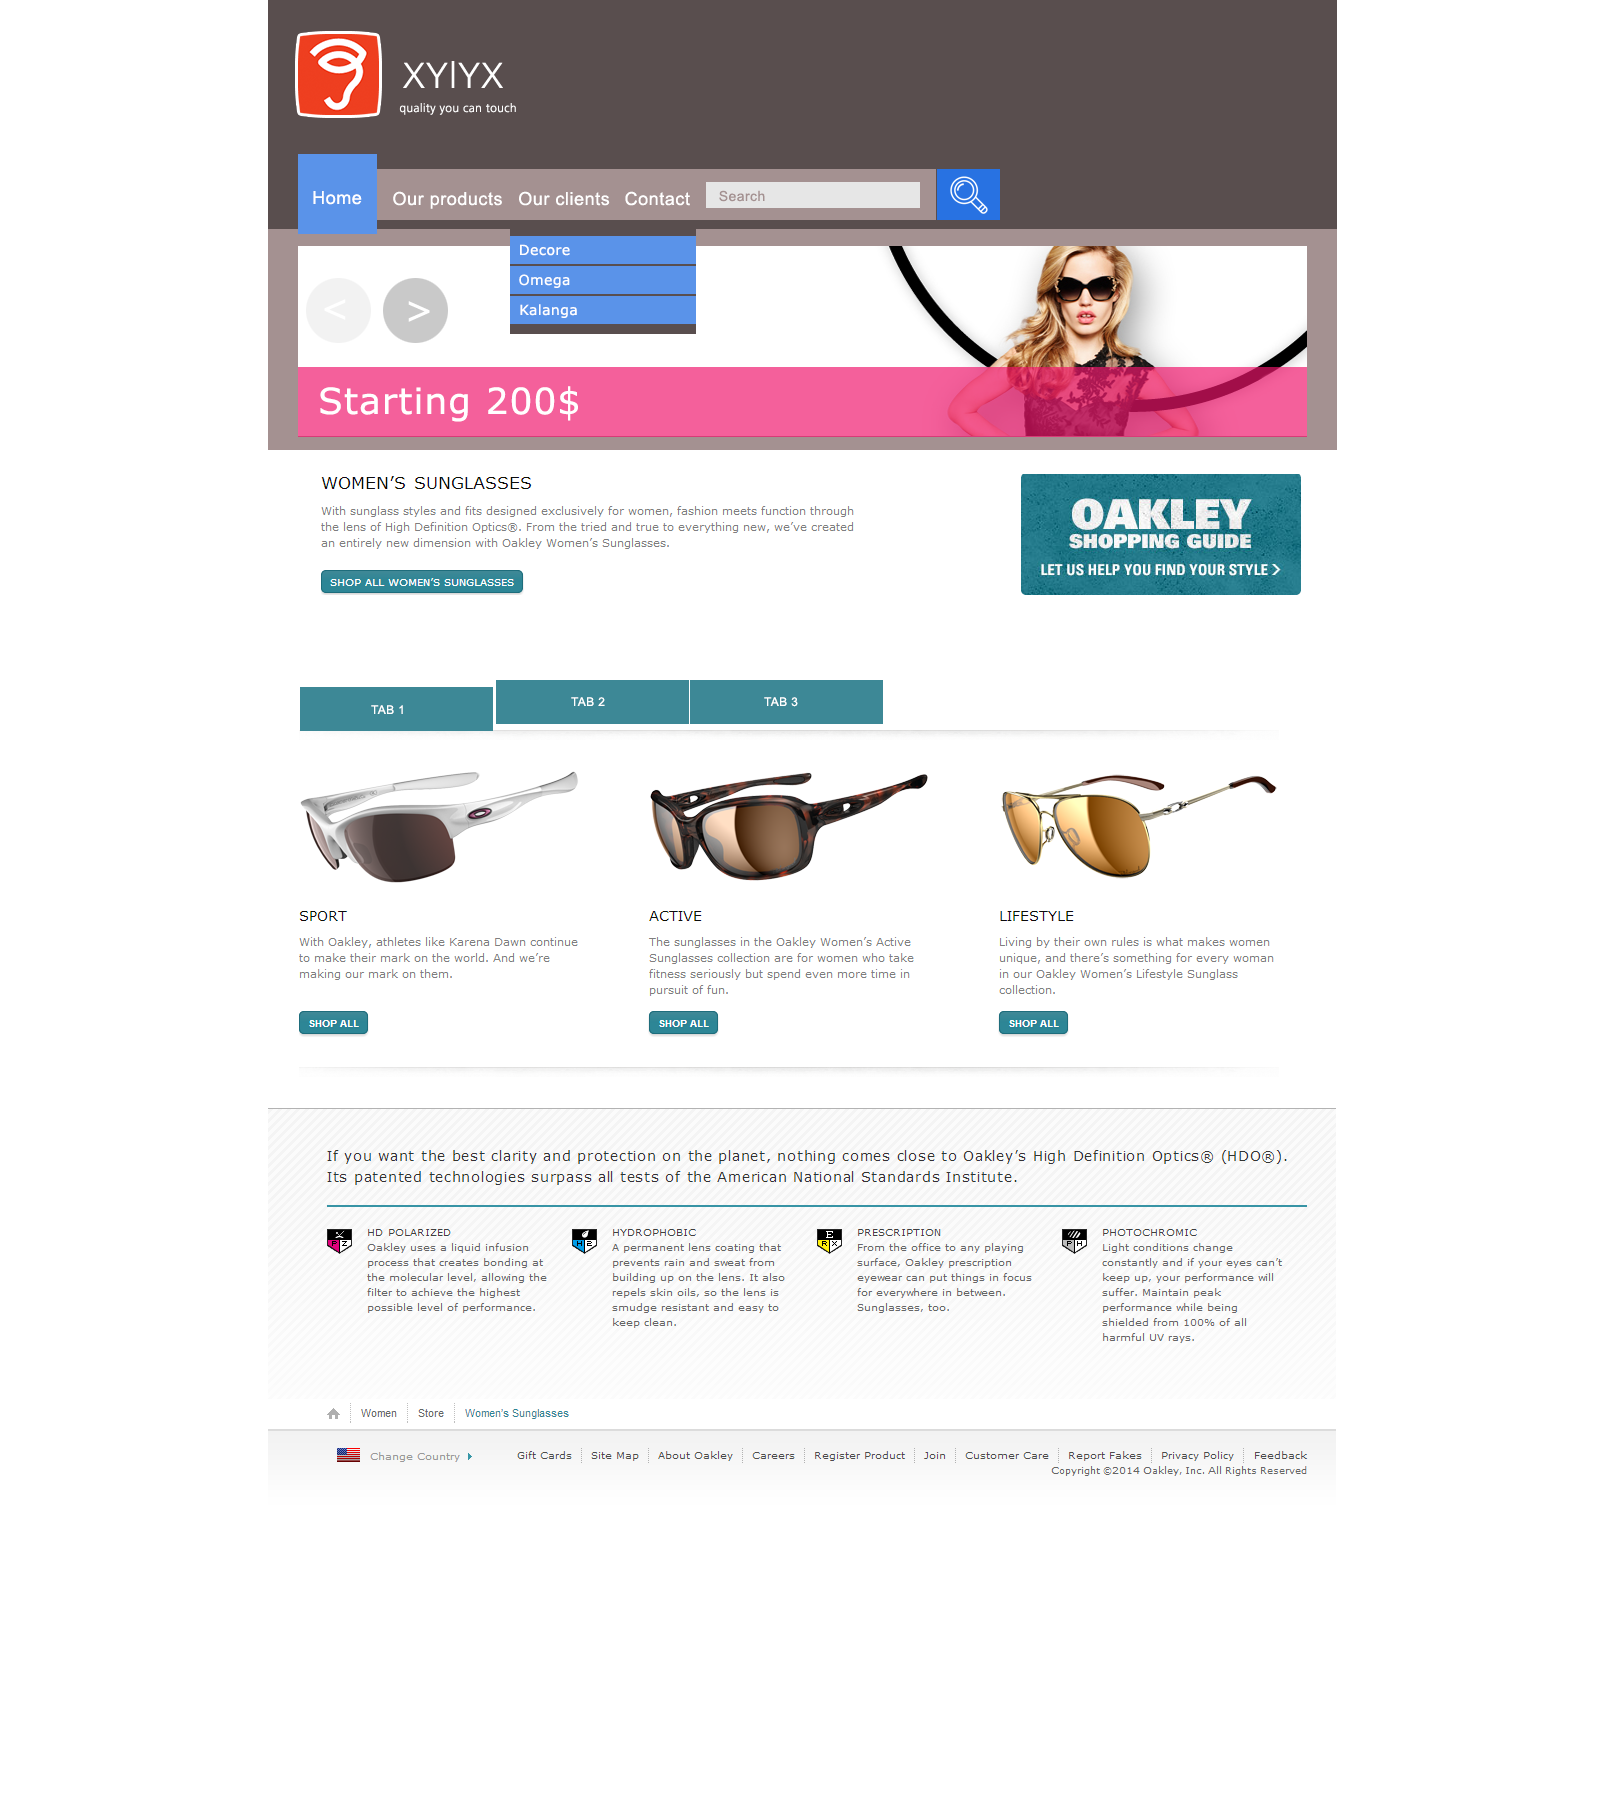 XYIYX
quality you can touch
Home
Our products
Our clients
Contact
Search
Decore
Omega
Kalanga
< >
Starting 200$
WOMEN’S SUNGLASSES
With sunglass styles and fits designed exclusively for women, fashion meets function through
the lens of High Definition Optics®. From the tried and true to everything new, we’ve created
an entirely new dimension with Oakley Women’s Sunglasses.
SHOP ALL WOMEN’S SUNGLASSES
OAKLEY
SHOPPING GUIDE
LET US HELP YOU FIND YOUR STYLE >
TAB 1
TAB 2
TAB 3
SPORT
With Oakley, athletes like Karena Dawn continue
to make their mark on the world. And we’re
making our mark on them.
SHOP ALL
ACTIVE
The sunglasses in the Oakley Women’s Active
Sunglasses collection are for women who take
fitness seriously but spend even more time in
pursuit of fun.
SHOP ALL
LIFESTYLE
Living by their own rules is what makes women
unique, and there’s something for every woman
in our Oakley Women’s Lifestyle Sunglass
collection.
SHOP ALL
If you want the best clarity and protection on the planet, nothing comes close to Oakley’s High Definition Optics® (HDO®).
Its patented technologies surpass all tests of the American National Standards Institute.
PZ
HD POLARIZED
Oakley uses a liquid infusion
process that creates bonding at
the molecular level, allowing the
filter to achieve the highest
possible level of performance.
H2
HYDROPHOBIC
A permanent lens coating that
prevents rain and sweat from
building up on the lens. It also
repels skin oils, so the lens is
smudge resistant and easy to
keep clean.
E
RX
PRESCRIPTION
From the office to any playing
surface, Oakley prescription
eyewear can put things in focus
for everywhere in between.
Sunglasses, too.
PH
PHOTOCHROMIC
Light conditions change
constantly and if your eyes can’t
keep up, your performance will
suffer. Maintain peak
performance while being
shielded from 100% of all
harmful UV rays.
Women
Store
Women's Sunglasses
Change Country
Gift Cards
Site Map
About Oakley
Careers
Register Product
Join
Customer Care
Report Fakes
Privacy Policy
Feedback
Copyright ©2014 Oakley, Inc. All Rights Reserved